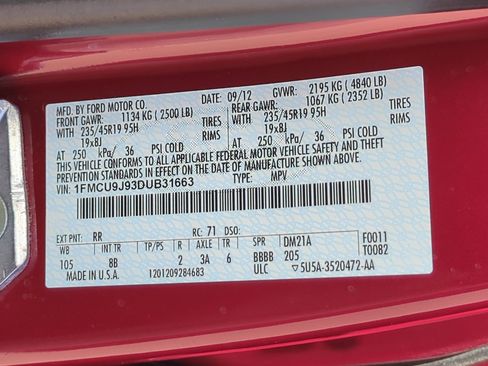 MFD. BY FORD MOTOR CO.
DATE: 09/12 GVWR: 2195 KG ( 4840 LB)
FRONT GAWR: 1134 KG ( 2500 LB) REAR GAWR: 1067 KG ( 2352 LB)
WITH 235/45R19 95H TIRES WITH 235/45R19 95H TIRES
19x8J RIMS 19x8J RIMS
AT 250 kPa/ 36 PSI COLD AT 250 kPa/ 36 PSI COLD
THIS VEHICLE CONFORMS TO ALL APPLICABLE FEDERAL MOTOR VEHICLE SAFETY AND THEFT
PREVENTION STANDARDS IN EFFECT ON THE DATE OF MANUFACTURE SHOWN ABOVE.
VIN: 1FMCU9J93DUB31663 TYPE: MPV
EXT PNT: RR RC: 71 DSO: F0011
WB INT TR TP/PS R AXLE TR SPR DM21A T0082
105 8B 2 3A 6 BBBB 205
MADE IN U.S.A. 1201209284683 ULC 5U5A-3520472-AA